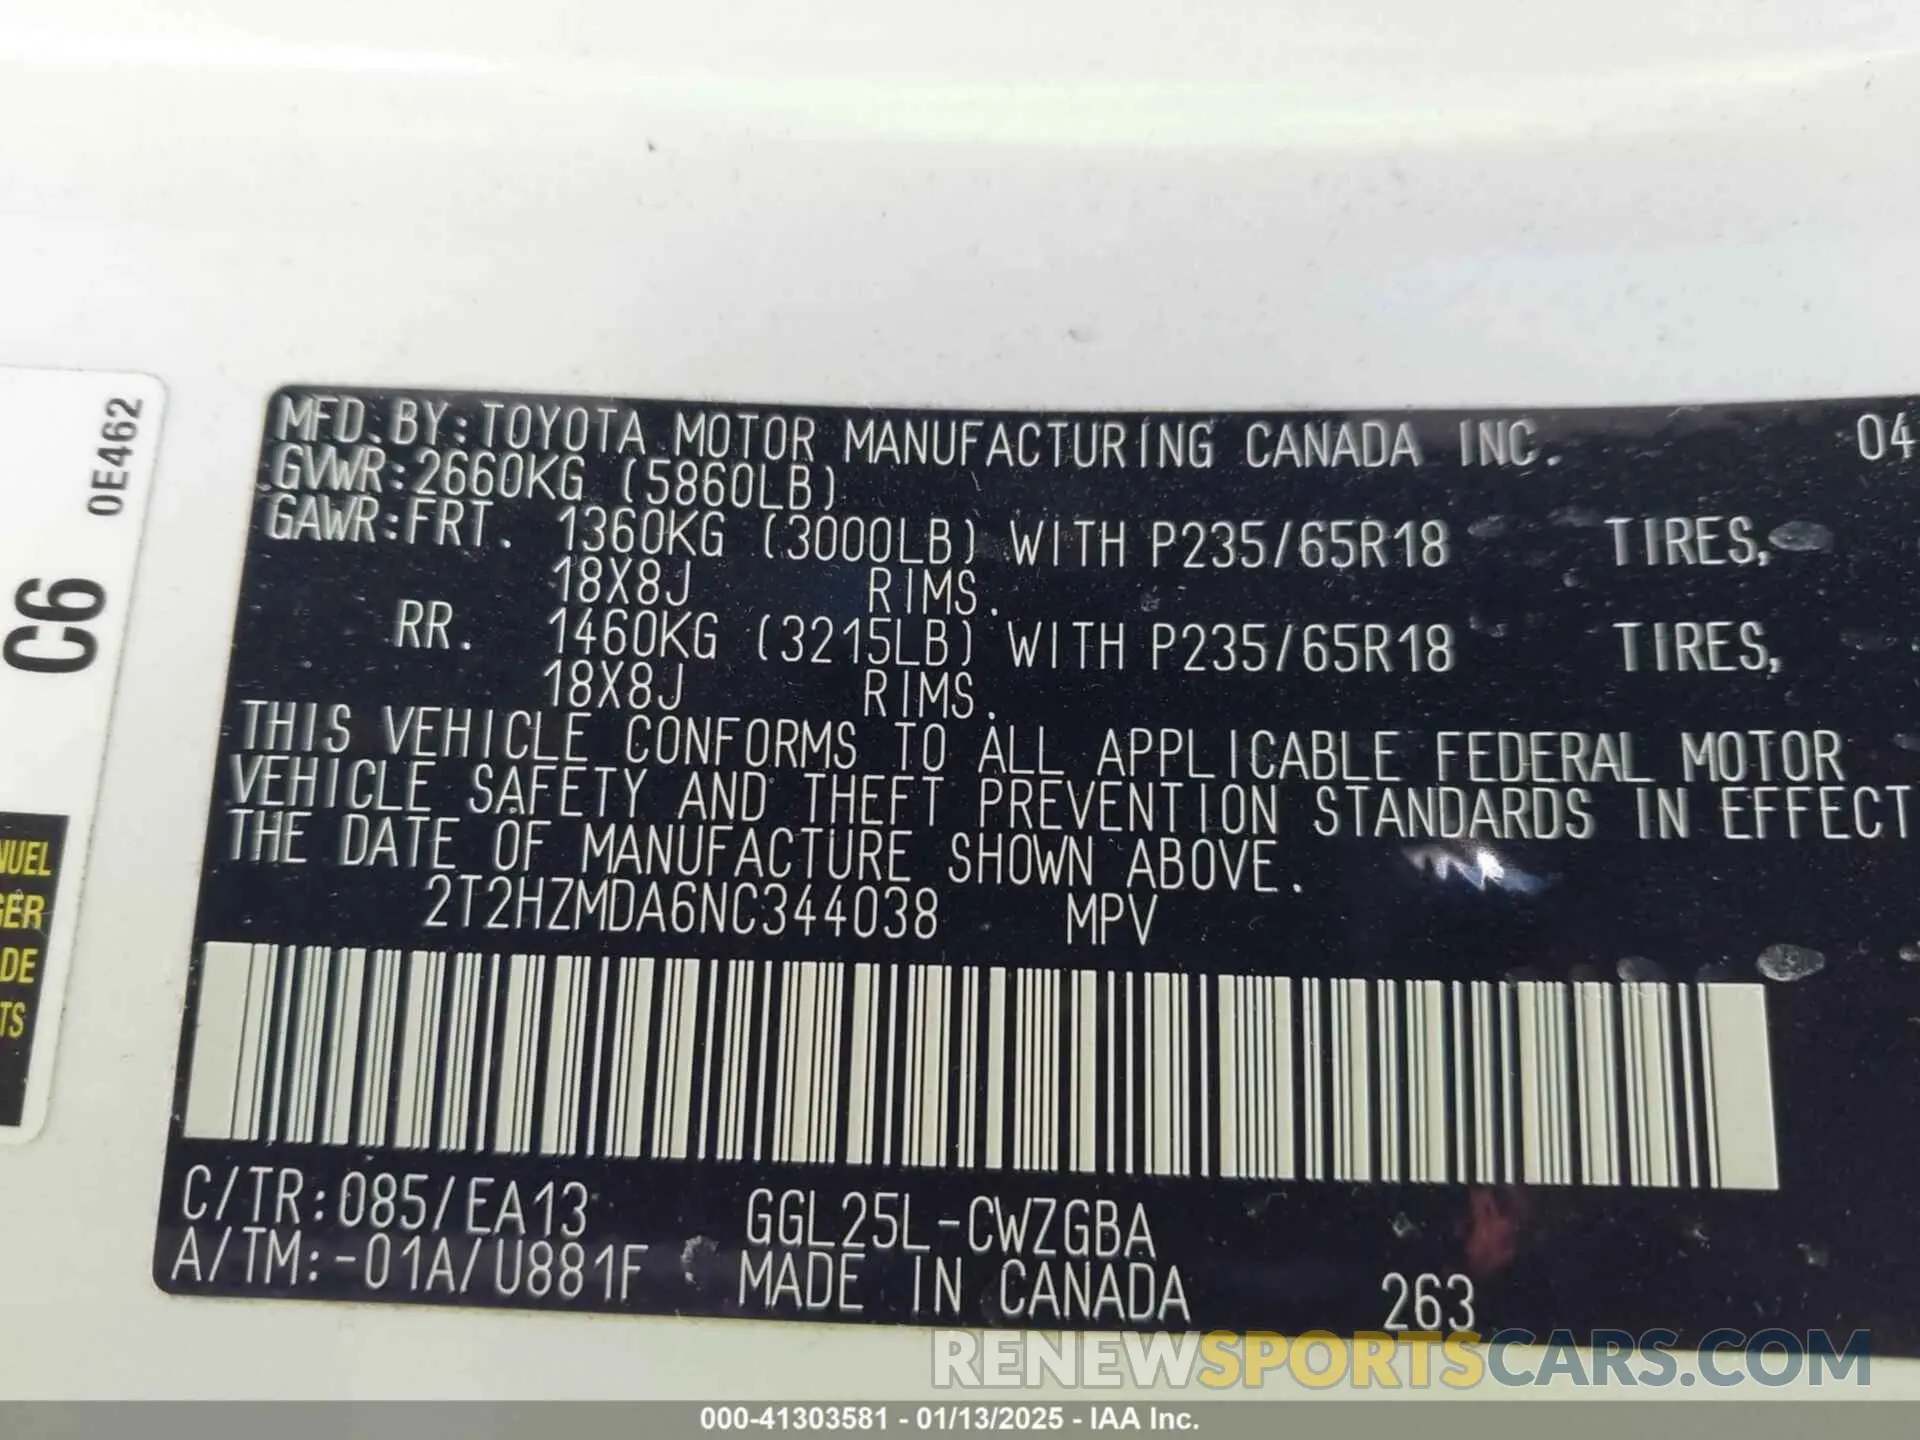 MFD. BY: TOYOTA MOTOR MANUFACTURING CANADA INC. 04
GVWR: 2660KG (5860LB)
GAWR: FRT. 1360KG (3000LB) WITH P235/65R18 TIRES,
18X8J RIMS.
RR. 1460KG (3215LB) WITH P235/65R18 TIRES,
18X8J RIMS.
THIS VEHICLE CONFORMS TO ALL APPLICABLE FEDERAL MOTOR
VEHICLE SAFETY AND THEFT PREVENTION STANDARDS IN EFFECT
THE DATE OF MANUFACTURE SHOWN ABOVE.
2T2HZMDA6NC344038 MPV
C/TR: 085/EA13 GGL25L-CWZGBA
A/TM: -01A/U881F MADE IN CANADA 263
C6
0E462
NUEL
GER
DE
TS
RENEWSPORTSCARS.COM
000-41303581 - 01/13/2025 - IAA Inc.